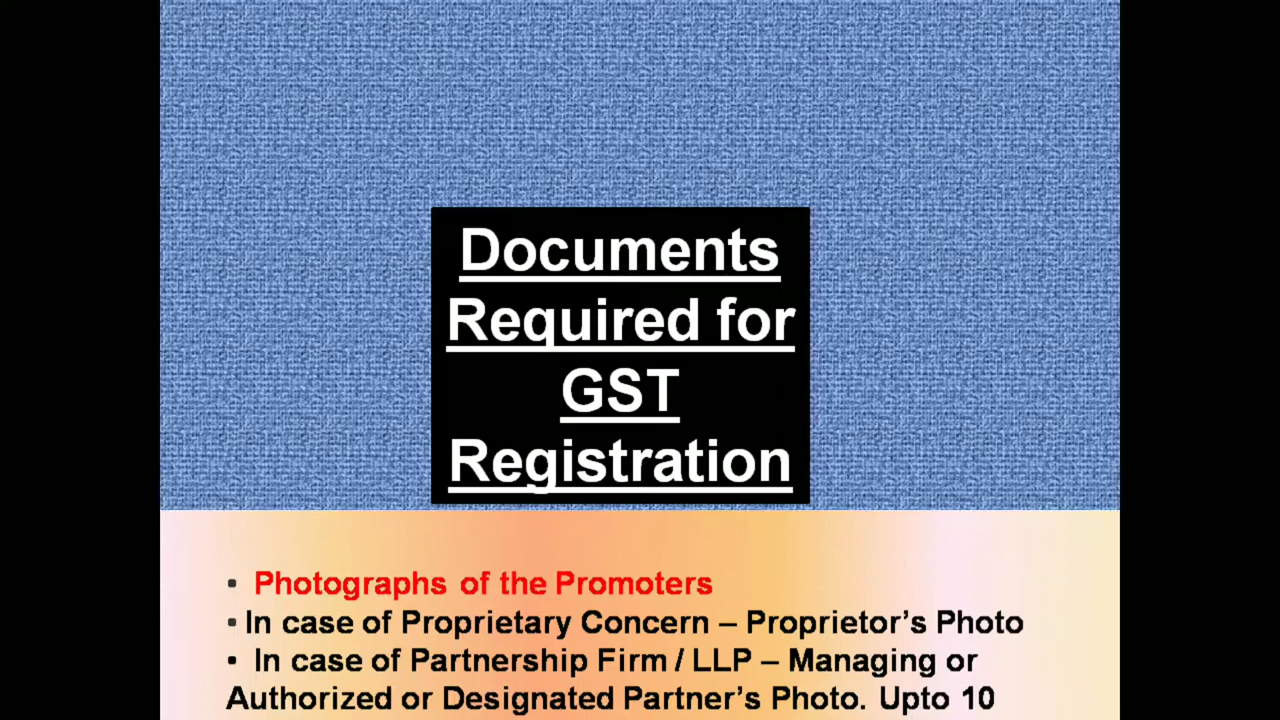 Documents
Required for
GST
Registration
• Photographs of the Promoters
• In case of Proprietary Concern – Proprietor’s Photo
• In case of Partnership Firm / LLP – Managing or
Authorized or Designated Partner’s Photo. Upto 10